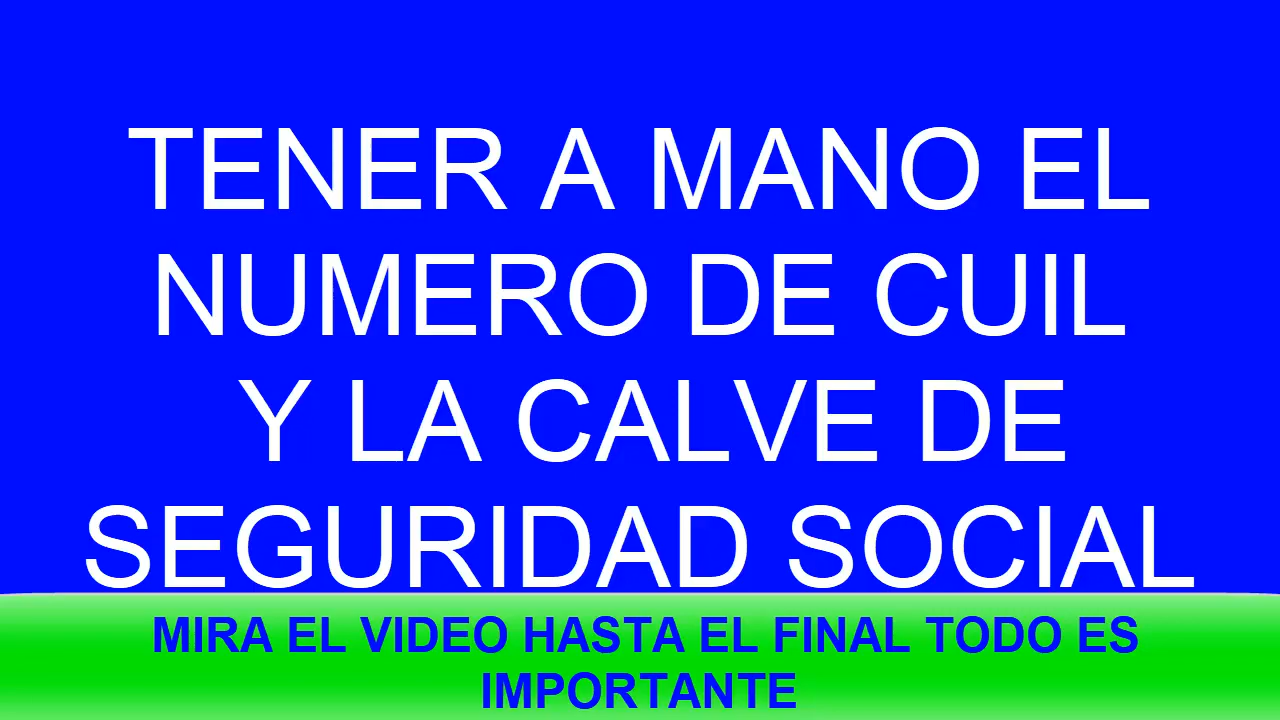 TENER A MANO EL
NUMERO DE CUIL
Y LA CALVE DE
SEGURIDAD SOCIAL
MIRA EL VIDEO HASTA EL FINAL TODO ES
IMPORTANTE